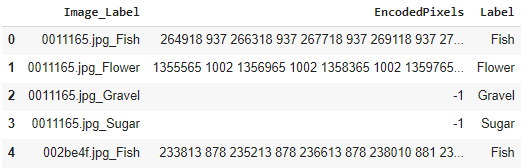 Image_Label EncodedPixels Label
0 0011165.jpg_Fish 264918 937 266318 937 267718 937 269118 937 27... Fish
1 0011165.jpg_Flower 1355565 1002 1356965 1002 1358365 1002 1359765... Flower
2 0011165.jpg_Gravel -1 Gravel
3 0011165.jpg_Sugar -1 Sugar
4 002be4f.jpg_Fish 233813 878 235213 878 236613 878 238010 881 23... Fish